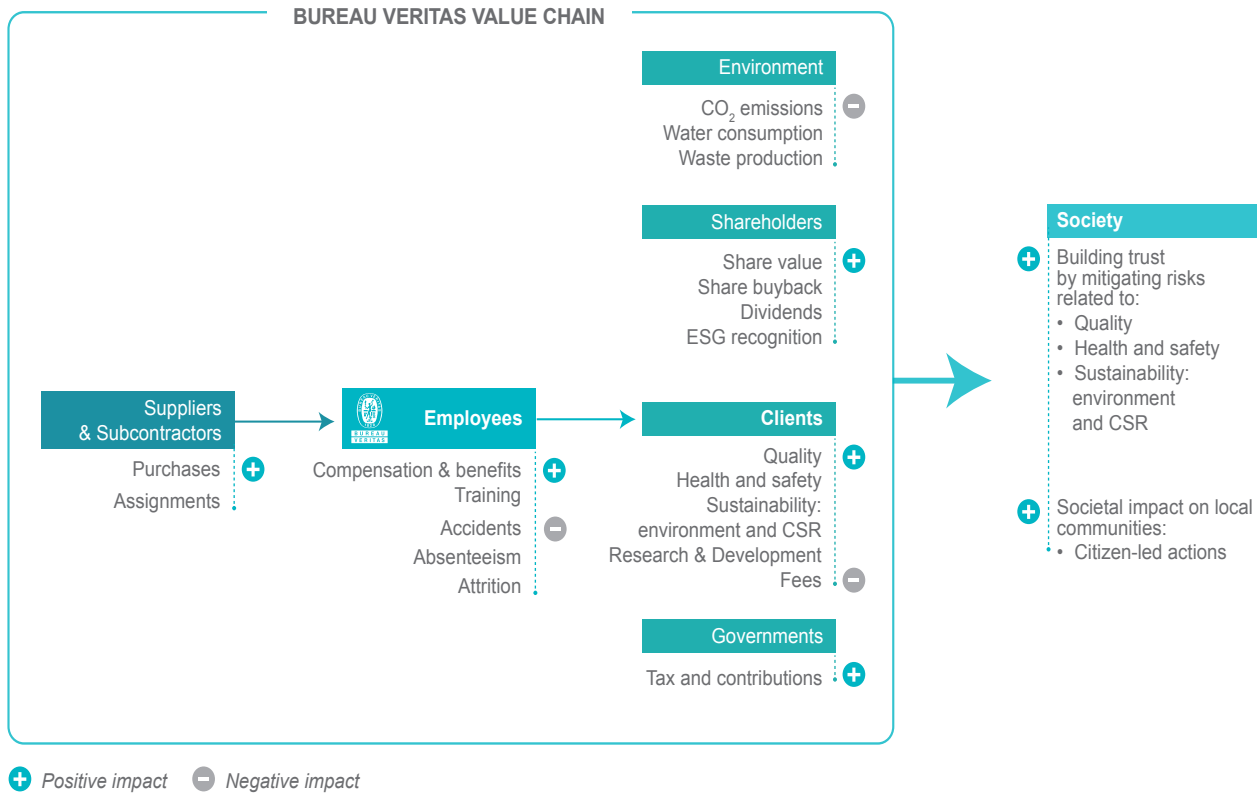 BUREAU VERITAS VALUE CHAIN
Environment
CO₂ emissions
Water consumption
Waste production
Shareholders
Share value
Share buyback
Dividends
ESG recognition
Suppliers
& Subcontractors
Purchases
Assignments
BUREAU
VERITAS
Employees
Compensation & benefits
Training
Accidents
Absenteeism
Attrition
Clients
Quality
Health and safety
Sustainability:
environment and CSR
Research & Development
Fees
Governments
Tax and contributions
Society
Building trust
by mitigating risks
related to:
• Quality
• Health and safety
• Sustainability:
environment
and CSR
Societal impact on local
communities:
• Citizen-led actions
Positive impact
Negative impact